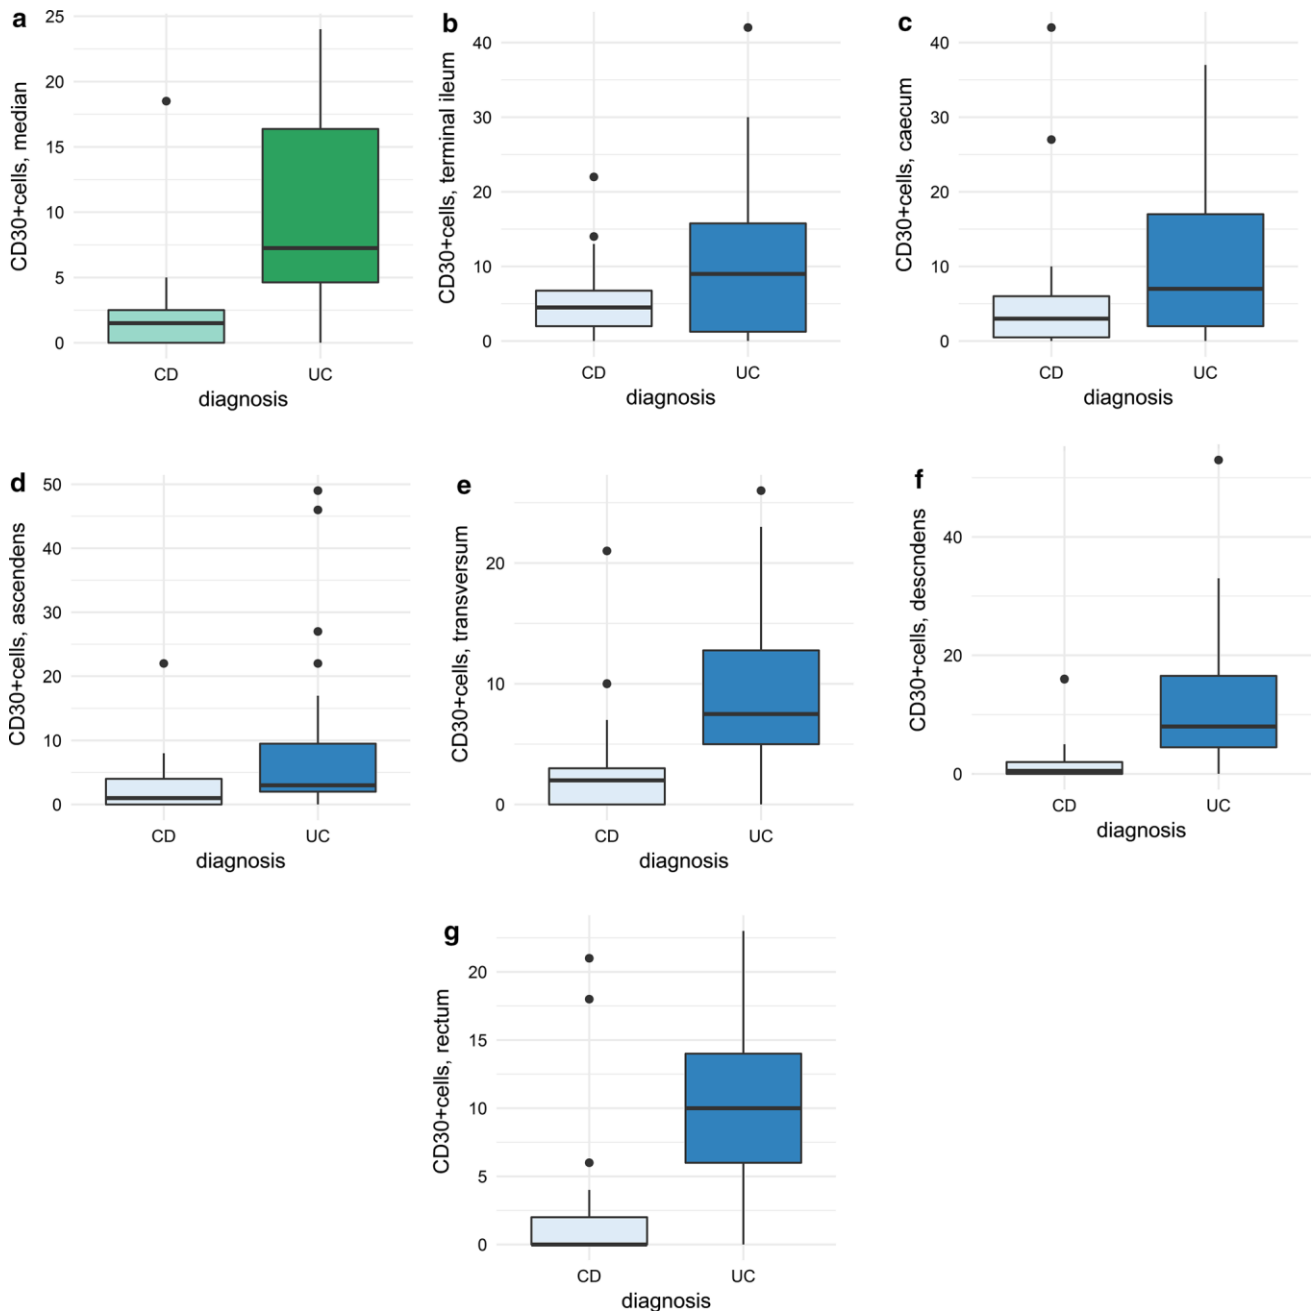 a
CD30+cells, median
25
20
15
10
5
0
CD UC
diagnosis
b
CD30+cells, terminal ileum
40
30
20
10
0
CD UC
diagnosis
c
CD30+cells, caecum
40
30
20
10
0
CD UC
diagnosis
d
CD30+cells, ascendens
50
40
30
20
10
0
CD UC
diagnosis
e
CD30+cells, transversum
20
10
0
CD UC
diagnosis
f
CD30+cells, descndens
40
20
0
CD UC
diagnosis
g
CD30+cells, rectum
20
15
10
5
0
CD UC
diagnosis